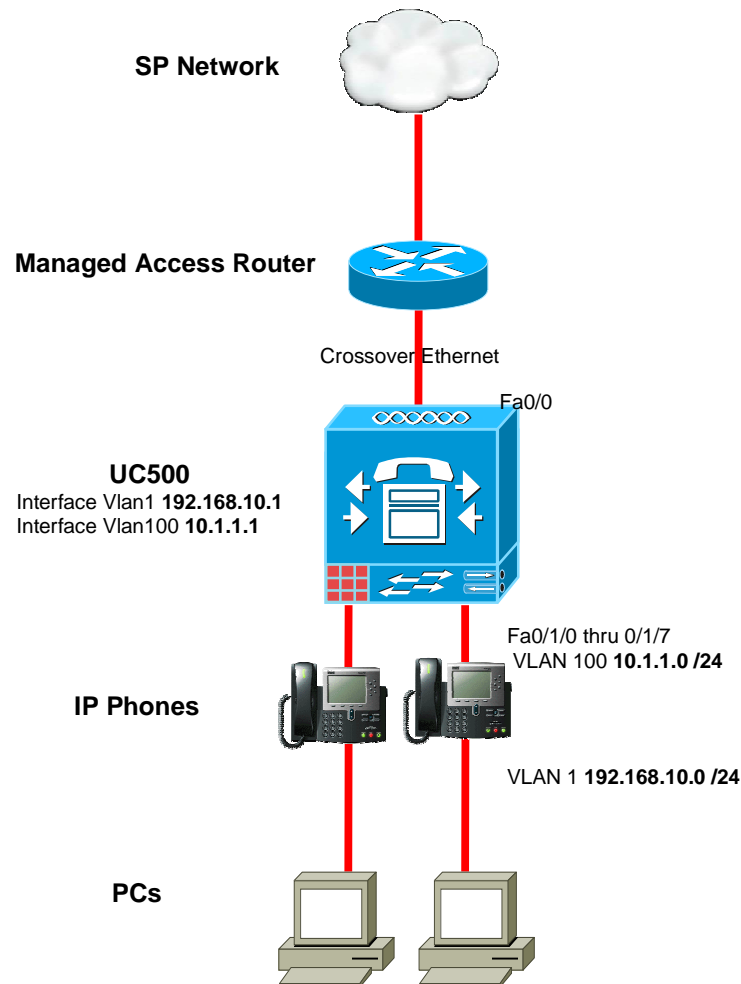 SP Network
Managed Access Router
Crossover Ethernet
Fa0/0
UC500
Interface Vlan1 192.168.10.1
Interface Vlan100 10.1.1.1
Fa0/1/0 thru 0/1/7
VLAN 100 10.1.1.0 /24
IP Phones
VLAN 1 192.168.10.0 /24
PCs